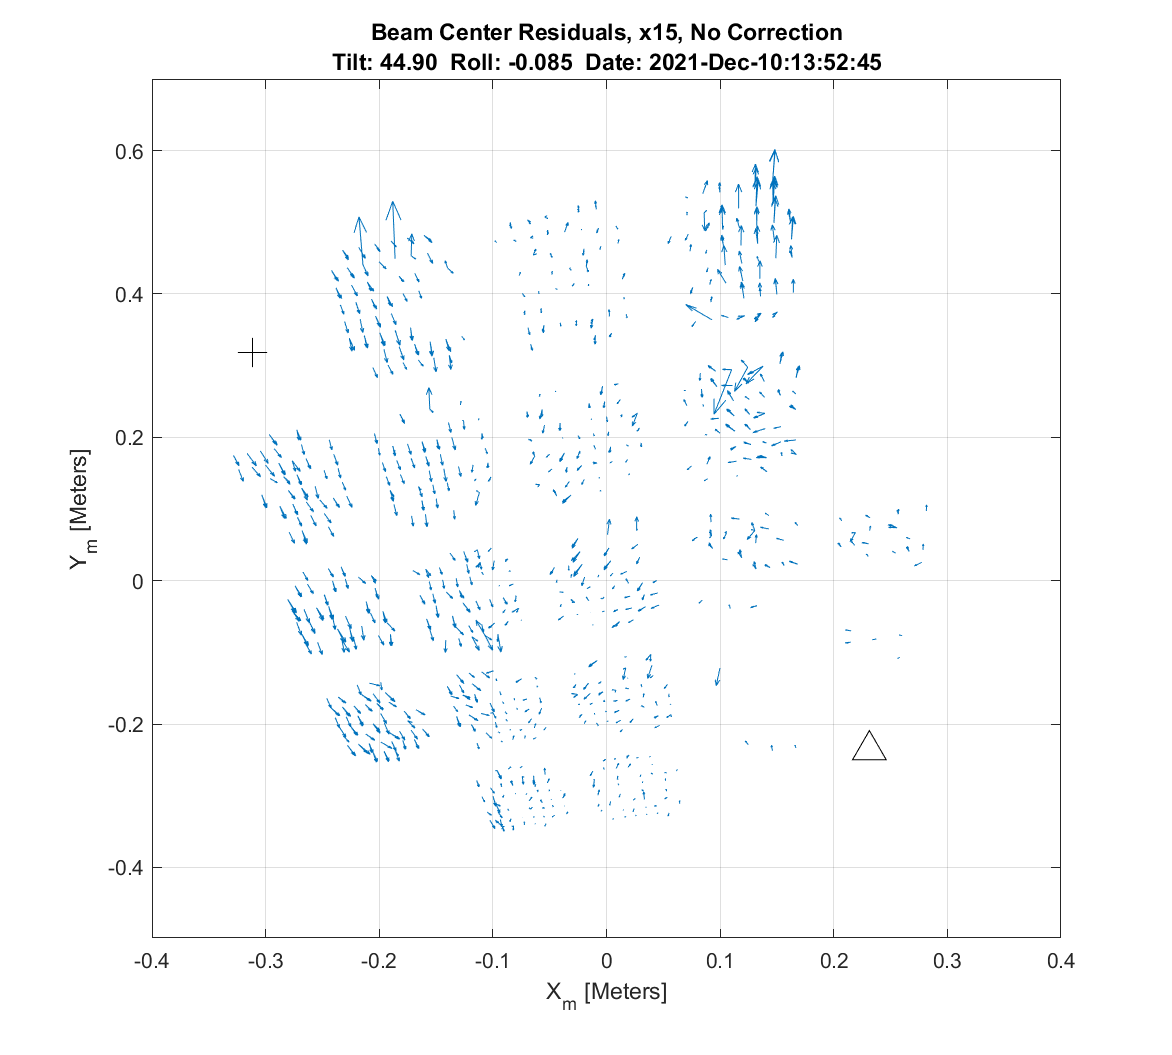 Beam Center Residuals, x15, No Correction
Tilt: 44.90 Roll: -0.085 Date: 2021-Dec-10:13:52:45
0.6
0.4
0.2
0
-0.2
-0.4
Y_m [Meters]
-0.4 -0.3 -0.2 -0.1 0 0.1 0.2 0.3 0.4
X_m [Meters]